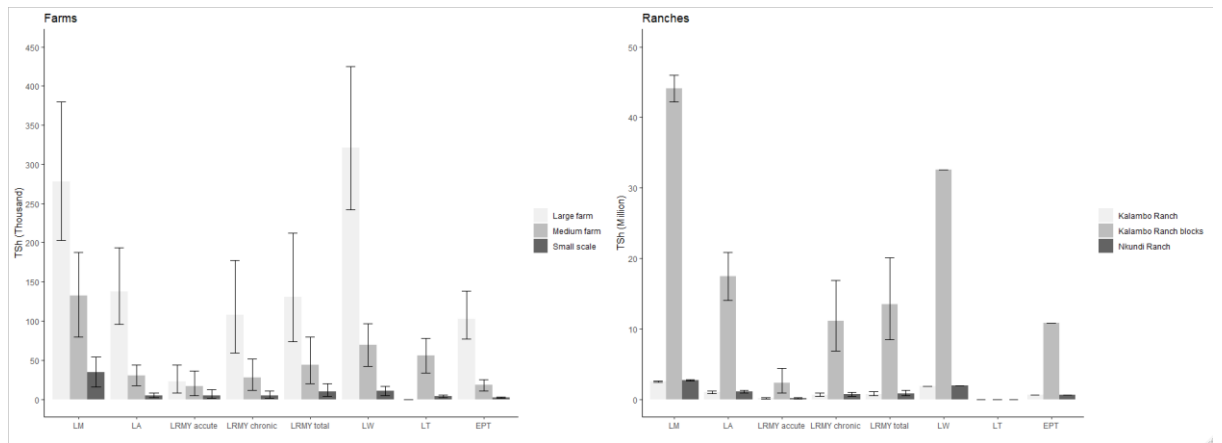 Farms
450
400
350
300
250
200
150
100
50
0
TSh (Thousand)
LM LA LRMY accute LRMY chronic LRMY total LW LT EPT
Large farm
Medium farm
Small scale
Ranches
50
40
30
20
10
0
TSh (Million)
LM LA LRMY accute LRMY chronic LRMY total LW LT EPT
Kalambo Ranch
Kalambo Ranch blocks
Nkundi Ranch